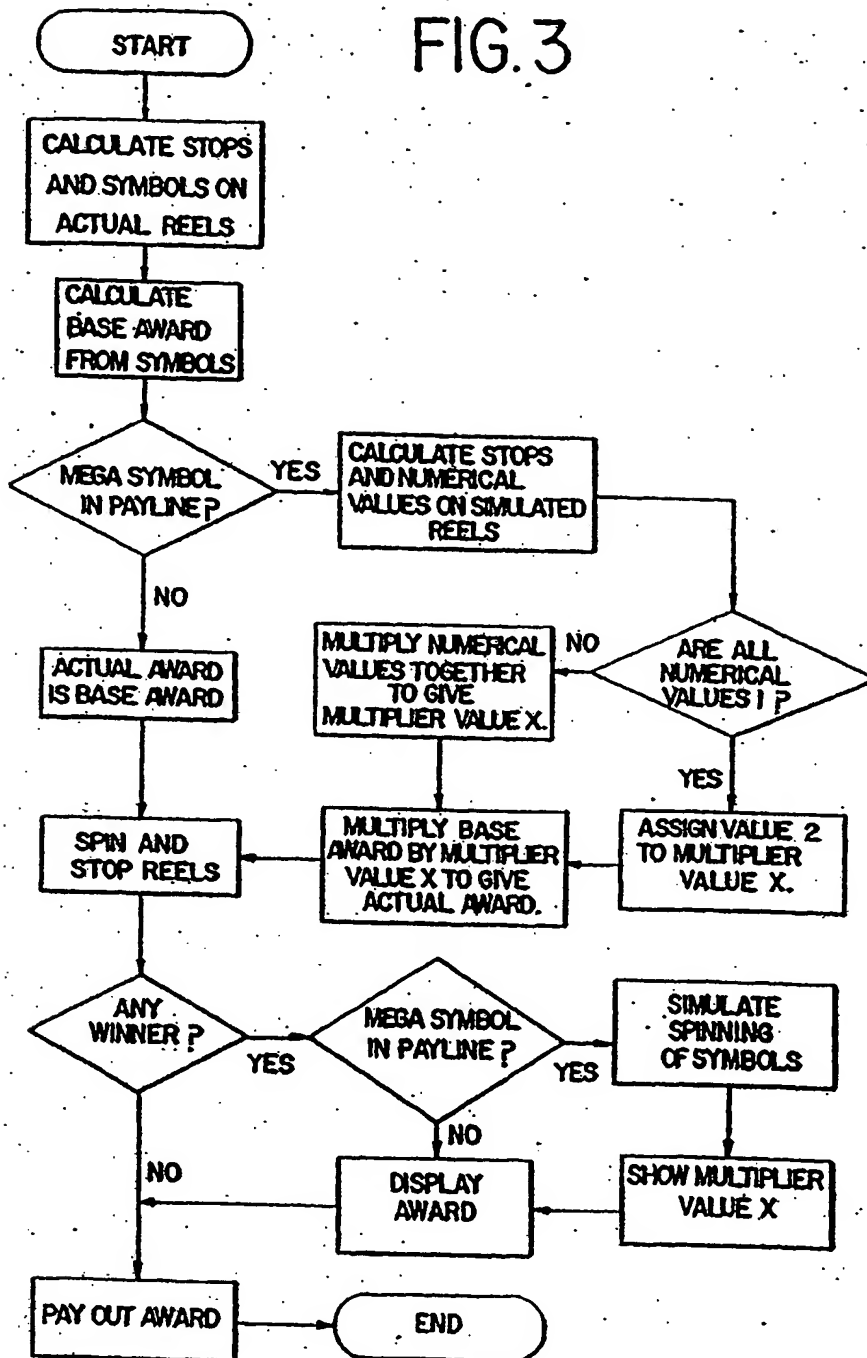 FIG. 3
START
CALCULATE STOPS
AND SYMBOLS ON
ACTUAL REELS
CALCULATE
BASE AWARD
FROM SYMBOLS
MEGA SYMBOL
IN PAYLINE?
YES
CALCULATE STOPS
AND NUMERICAL
VALUES ON SIMULATED
REELS
NO
ACTUAL AWARD
IS BASE AWARD
MULTIPLY NUMERICAL
VALUES TOGETHER
TO GIVE
MULTIPLIER VALUE X.
NO
ARE ALL
NUMERICAL
VALUES 1?
YES
SPIN AND
STOP REELS
MULTIPLY BASE
AWARD BY MULTIPLIER
VALUE X TO GIVE
ACTUAL AWARD.
ASSIGN VALUE 2
TO MULTIPLIER
VALUE X.
ANY
WINNER?
YES
MEGA SYMBOL
IN PAYLINE?
YES
SIMULATE
SPINNING
OF SYMBOLS
NO
NO
DISPLAY
AWARD
SHOW MULTIPLIER
VALUE X
PAY OUT AWARD
END